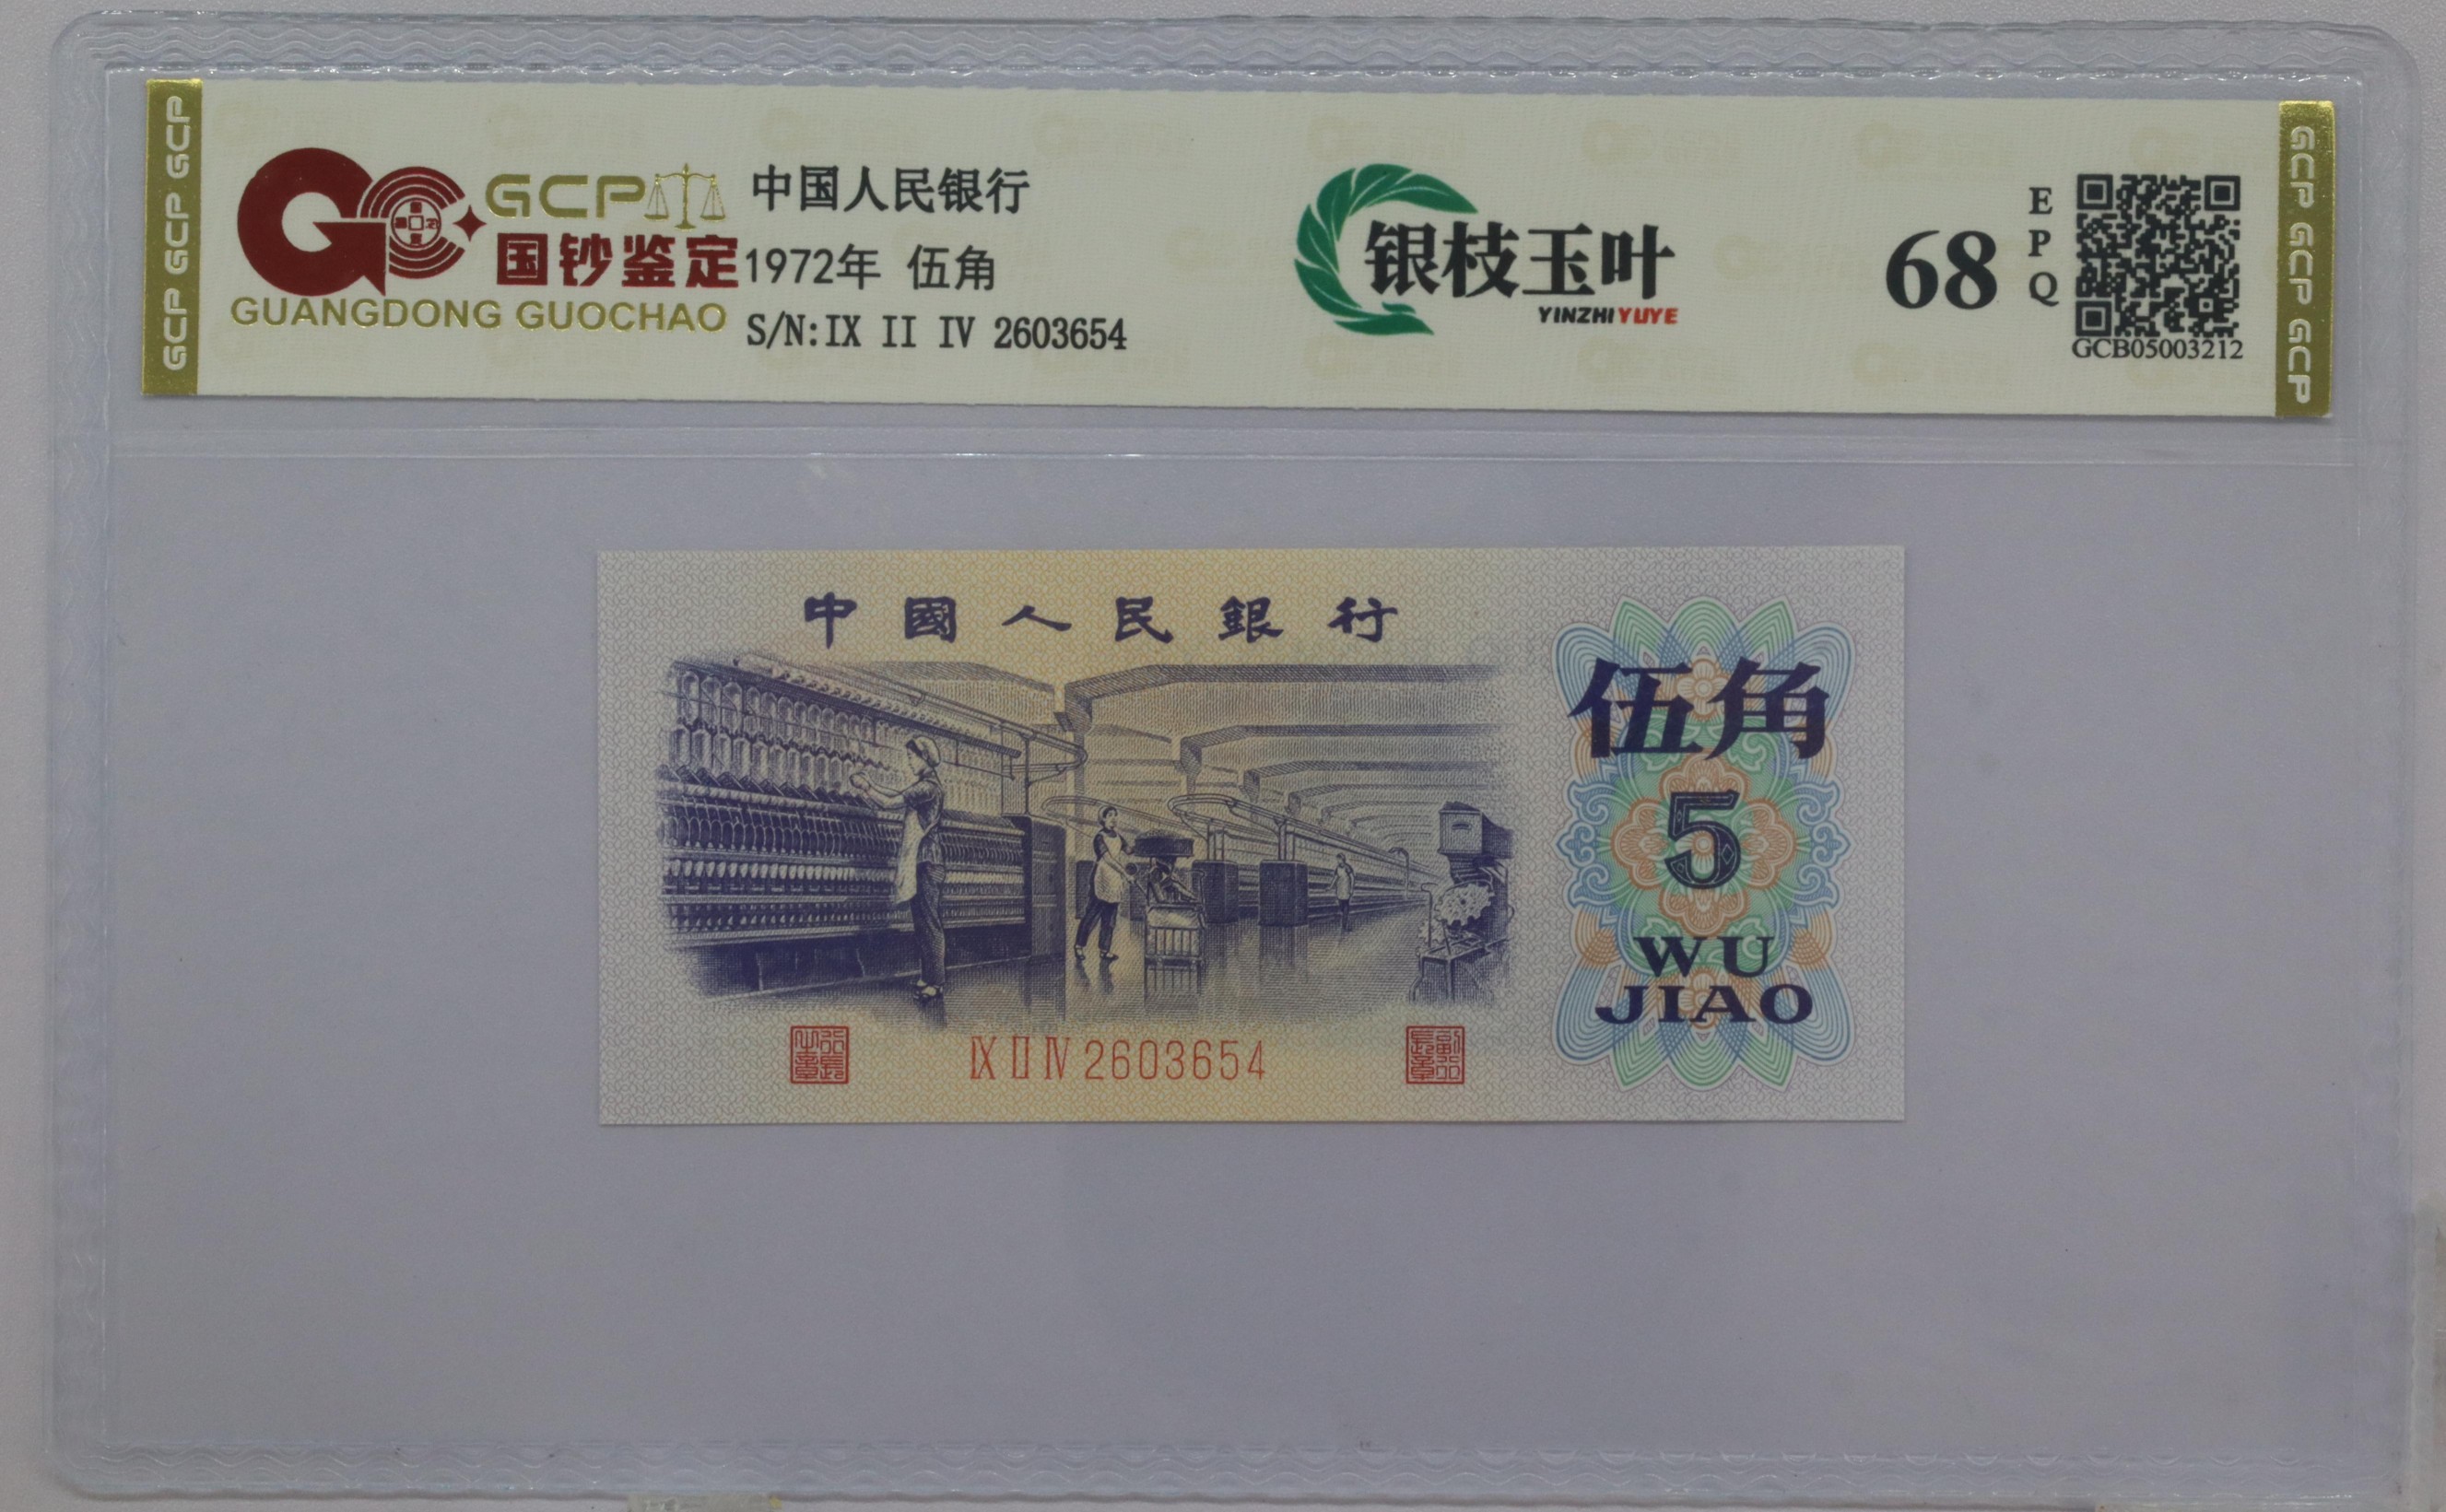 GCP GCP GCP
GCP
国钞鉴定
GUANGDONG GUOCHAO
中国人民银行
1972年 伍角
S/N:IX II IV 2603654
银枝玉叶
YINZHIYUYE
68
EPQ
GCB05003212
GCP GCP GCP
中國人民銀行
伍角
5
WU
JIAO
IX II IV 2603654